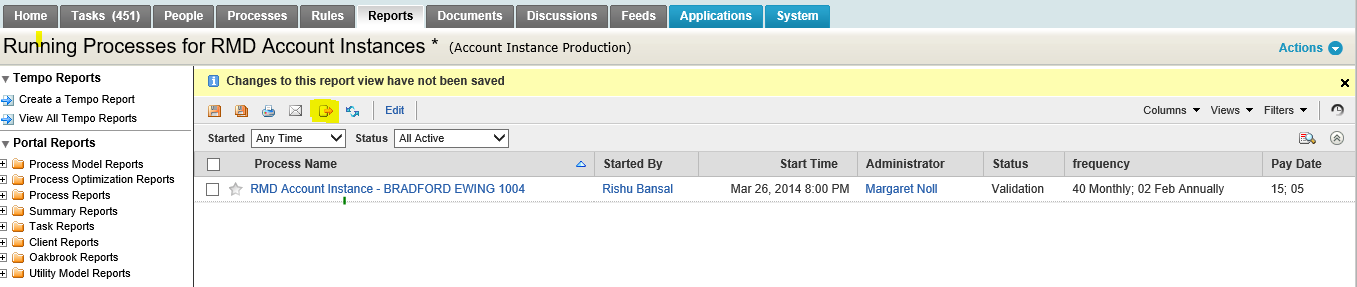 Home Tasks (451) People Processes Rules Reports Documents Discussions Feeds Applications System
Running Processes for RMD Account Instances * (Account Instance Production) Actions
Tempo Reports
Create a Tempo Report
View All Tempo Reports
Portal Reports
Process Model Reports
Process Optimization Reports
Process Reports
Summary Reports
Task Reports
Client Reports
Oakbrook Reports
Utility Model Reports
Changes to this report view have not been saved
Edit Columns Views Filters
Started Any Time Status All Active
Process Name Started By Start Time Administrator Status frequency Pay Date
RMD Account Instance - BRADFORD EWING 1004 Rishu Bansal Mar 26, 2014 8:00 PM Margaret Noll Validation 40 Monthly; 02 Feb Annually 15; 05